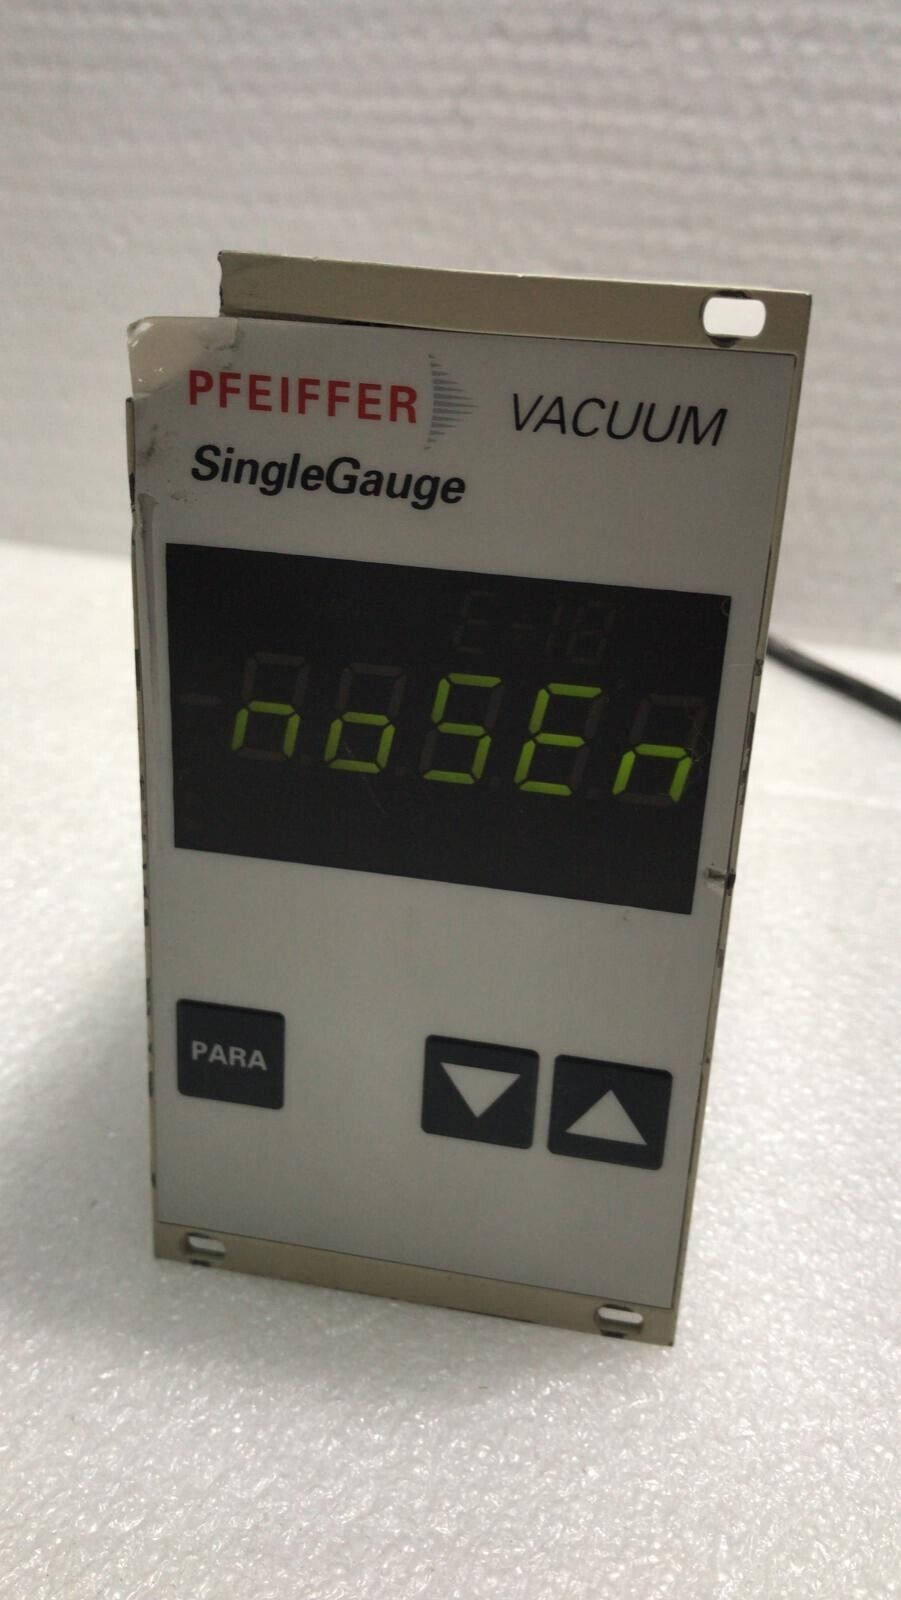 PFEIFFER VACUUM
SingleGauge
noSEn
PARA